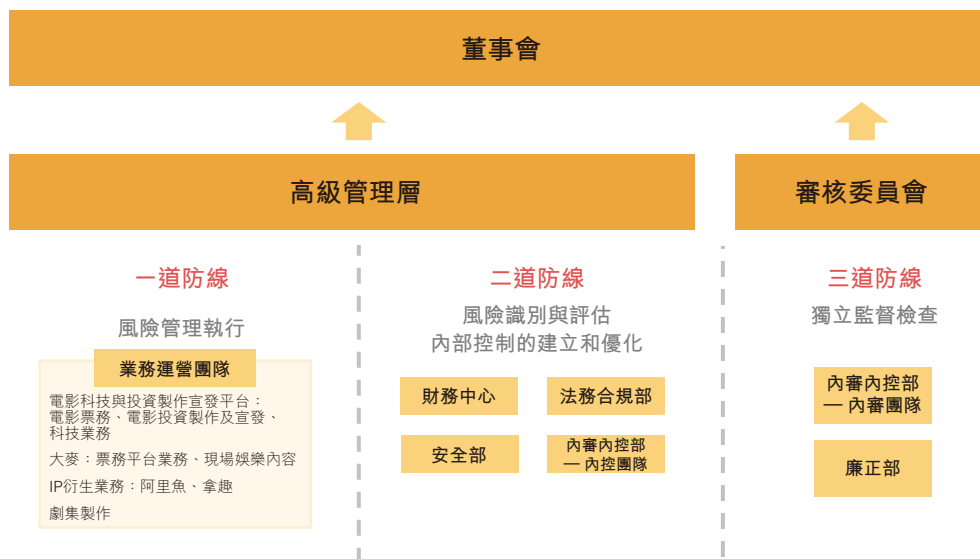 董事會
高級管理層
審核委員會
一道防線
風險管理執行
業務運營團隊
電影科技與投資製作宣發平台：
電影票務、電影投資製作及宣發、
科技業務
大麥：票務平台業務、現場娛樂內容
IP衍生業務：阿里魚、拿趣
劇集製作
二道防線
風險識別與評估
內部控制的建立和優化
財務中心
法務合規部
安全部
內審內控部
— 內控團隊
三道防線
獨立監督檢查
內審內控部
— 內審團隊
廉正部